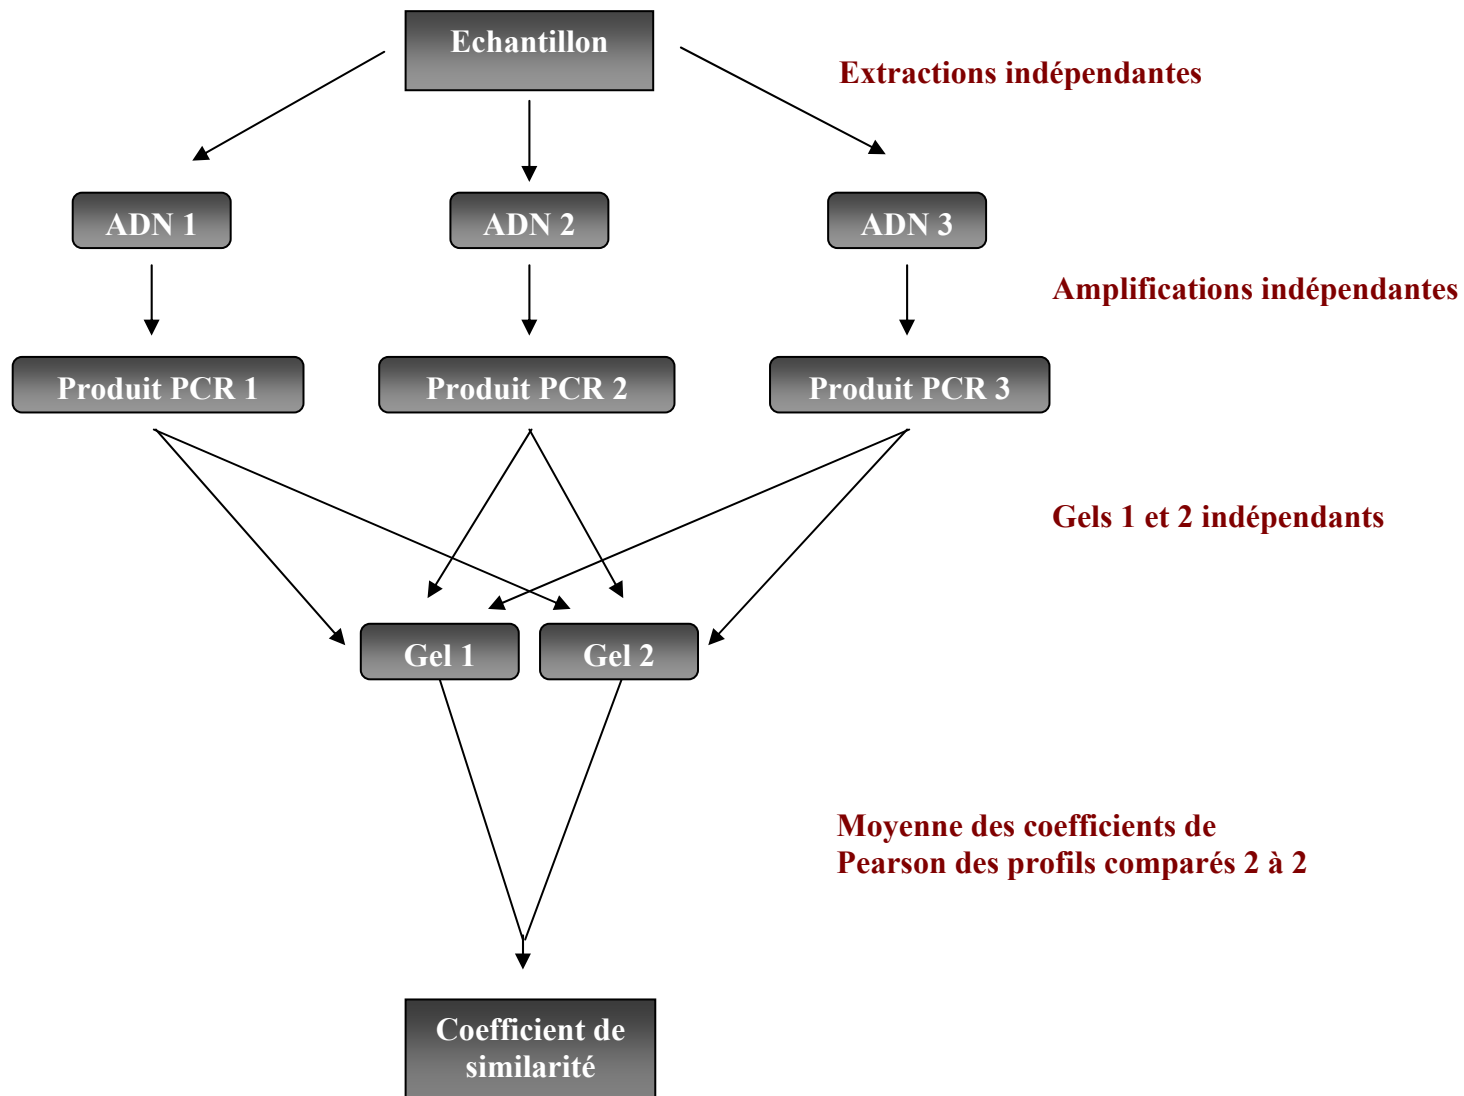 Echantillon
Extractions indépendantes
ADN 1
ADN 2
ADN 3
Amplifications indépendantes
Produit PCR 1
Produit PCR 2
Produit PCR 3
Gels 1 et 2 indépendants
Gel 1
Gel 2
Moyenne des coefficients de
Pearson des profils comparés 2 à 2
Coefficient de
similarité